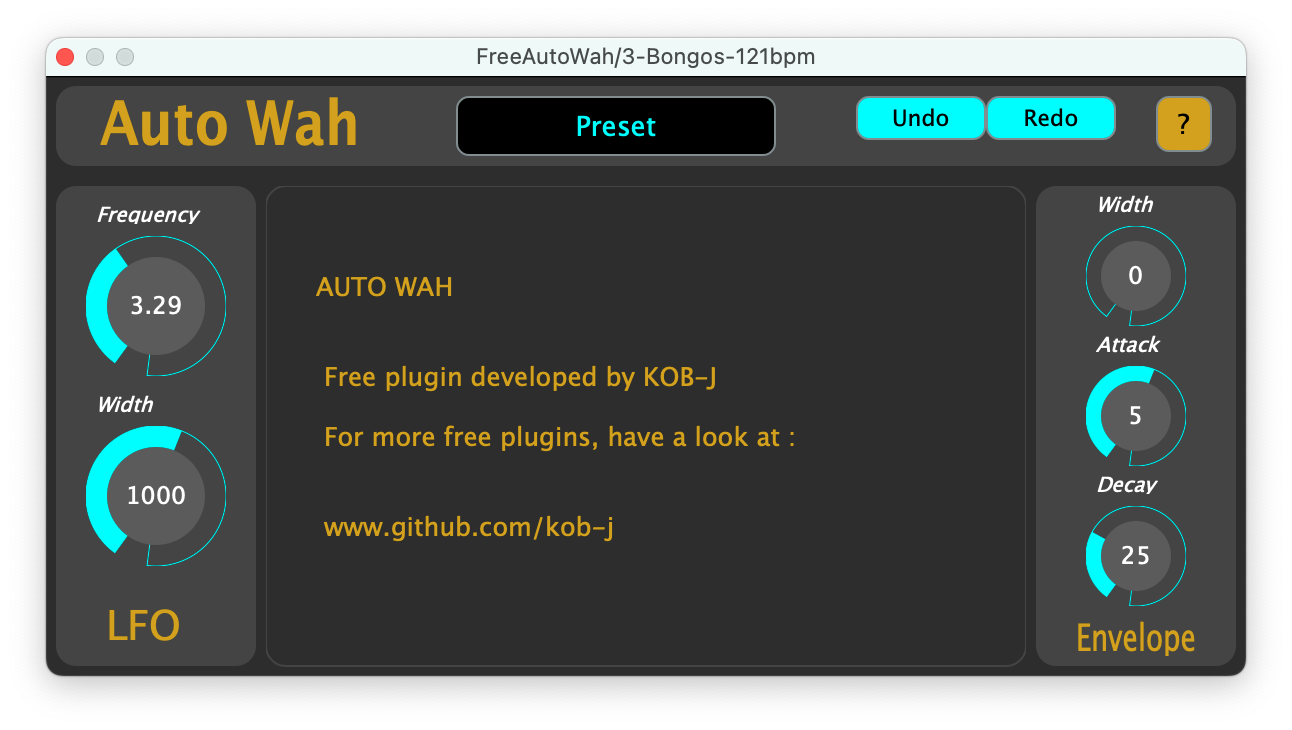 FreeAutoWah/3-Bongos-121bpm
Auto Wah
Preset
Undo
Redo
?
Frequency
3.29
Width
1000
LFO
AUTO WAH
Free plugin developed by KOB-J
For more free plugins, have a look at :
www.github.com/kob-j
Width
0
Attack
5
Decay
25
Envelope